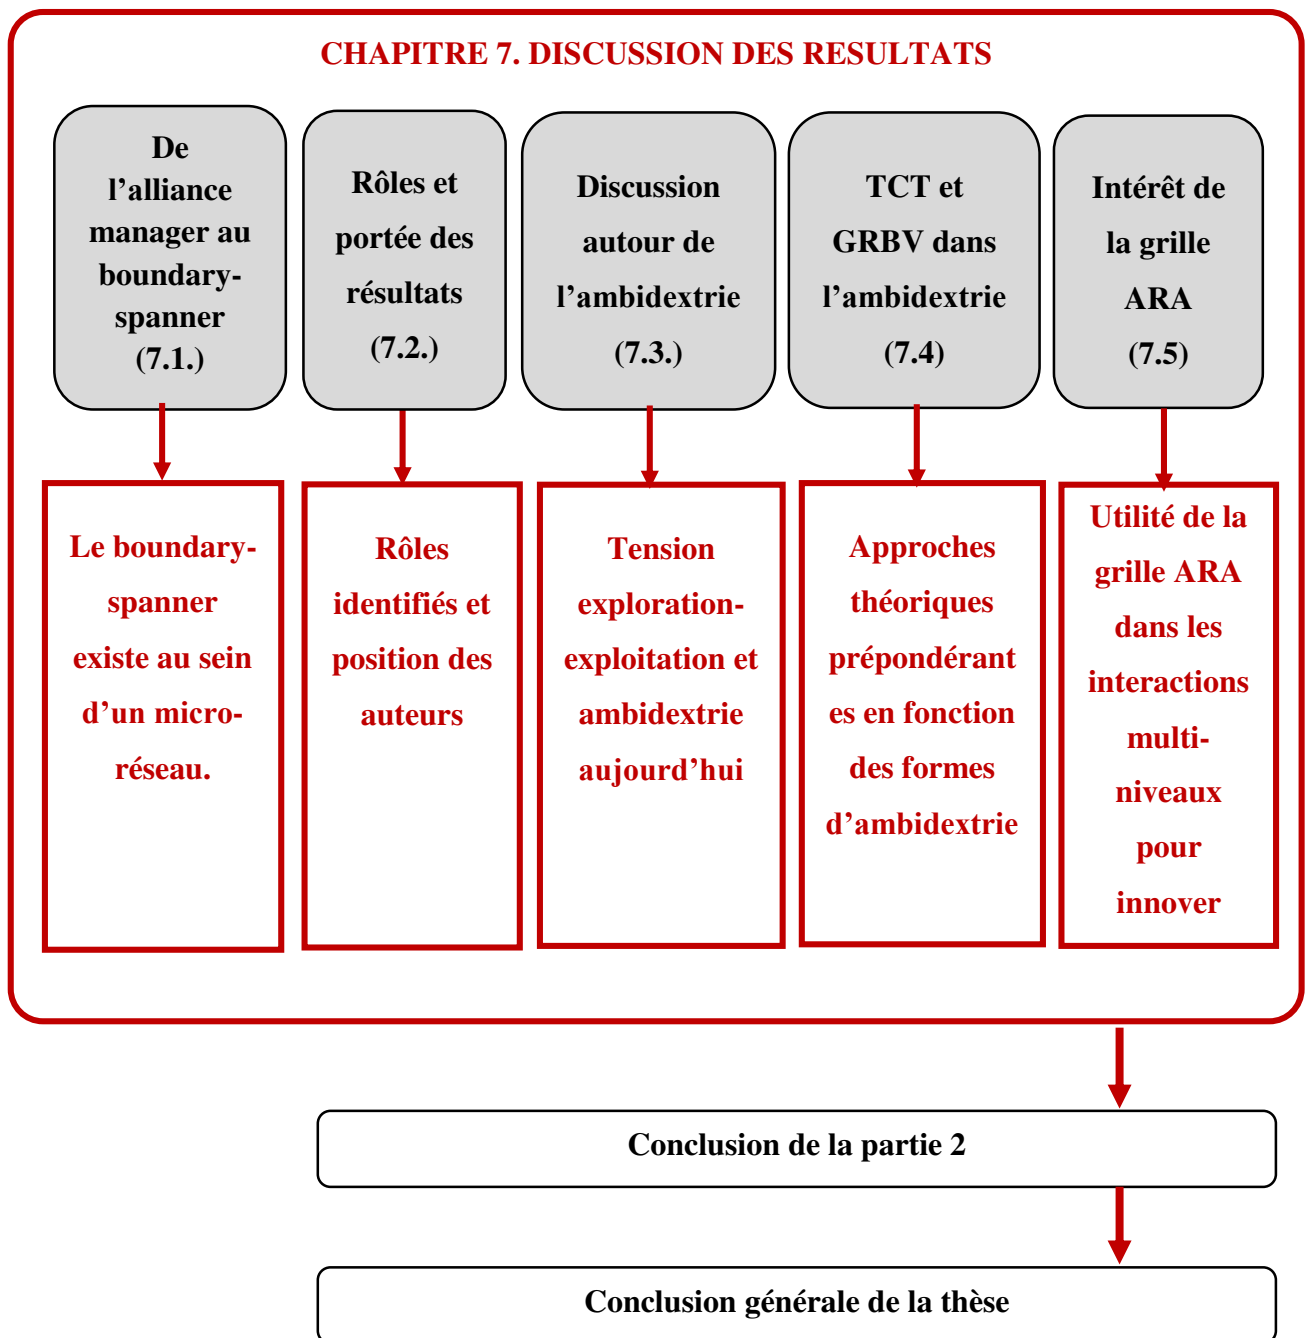 CHAPITRE 7. DISCUSSION DES RESULTATS
De
l’alliance
manager au
boundary-
spanner
(7.1.)
Rôles et
portée des
résultats
(7.2.)
Discussion
autour de
l’ambidextrie
(7.3.)
TCT et
GRBV dans
l’ambidextrie
(7.4)
Intérêt de
la grille
ARA
(7.5)
Le boundary-
spanner
existe au sein
d’un micro-
réseau.
Rôles
identifiés et
position des
auteurs
Tension
exploration-
exploitation et
ambidextrie
aujourd’hui
Approches
théoriques
prépondérant
es en fonction
des formes
d’ambidextrie
Utilité de la
grille ARA
dans les
interactions
multi-
niveaux
pour
innover
Conclusion de la partie 2
Conclusion générale de la thèse